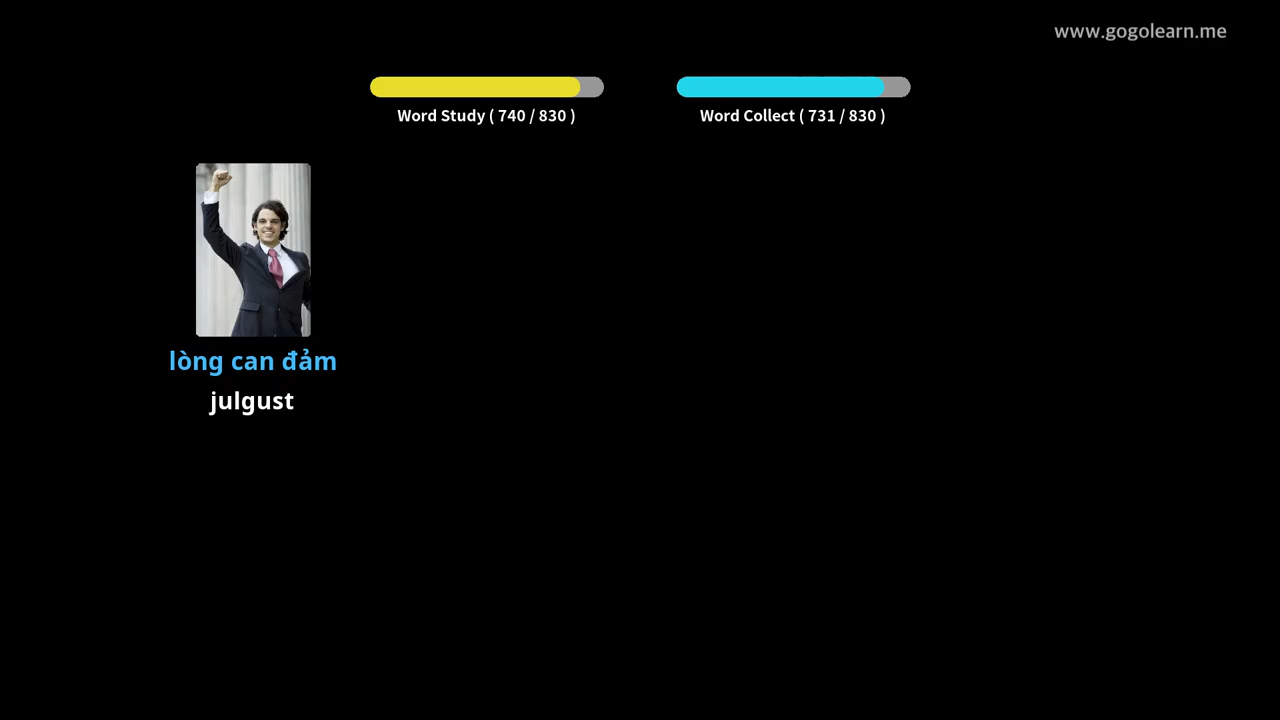 www.gogolearn.me
Word Study ( 740 / 830 )
Word Collect ( 731 / 830 )
lòng can đảm
julgust